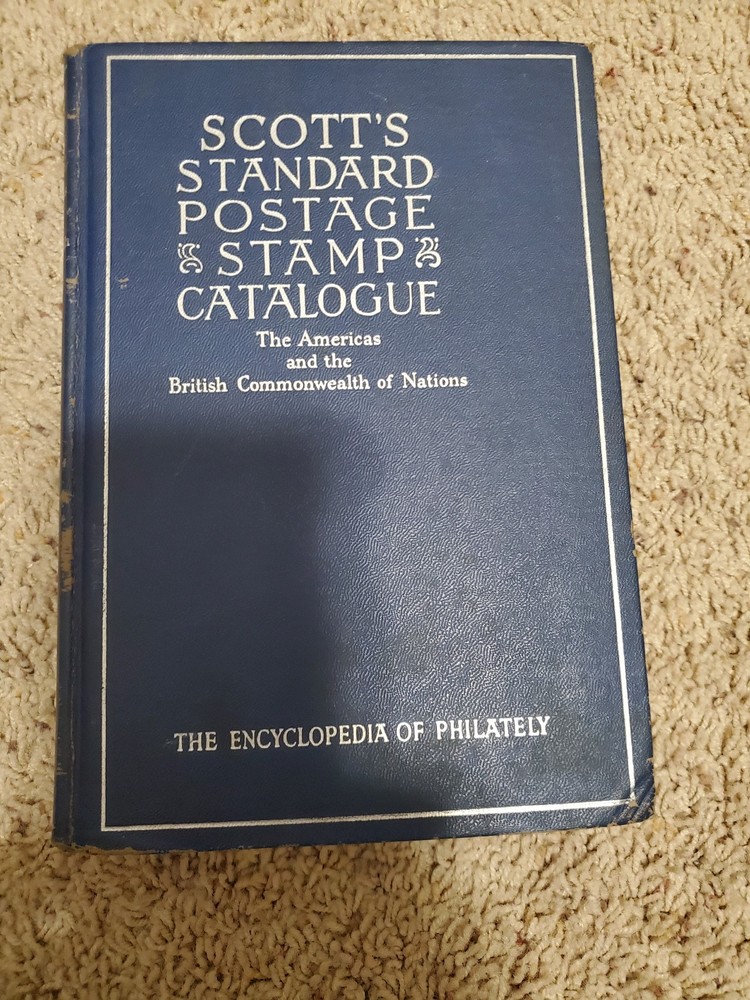 SCOTT'S
STANDARD
POSTAGE
STAMP
CATALOGUE
The Americas
and the
British Commonwealth of Nations
THE ENCYCLOPEDIA OF PHILATELY